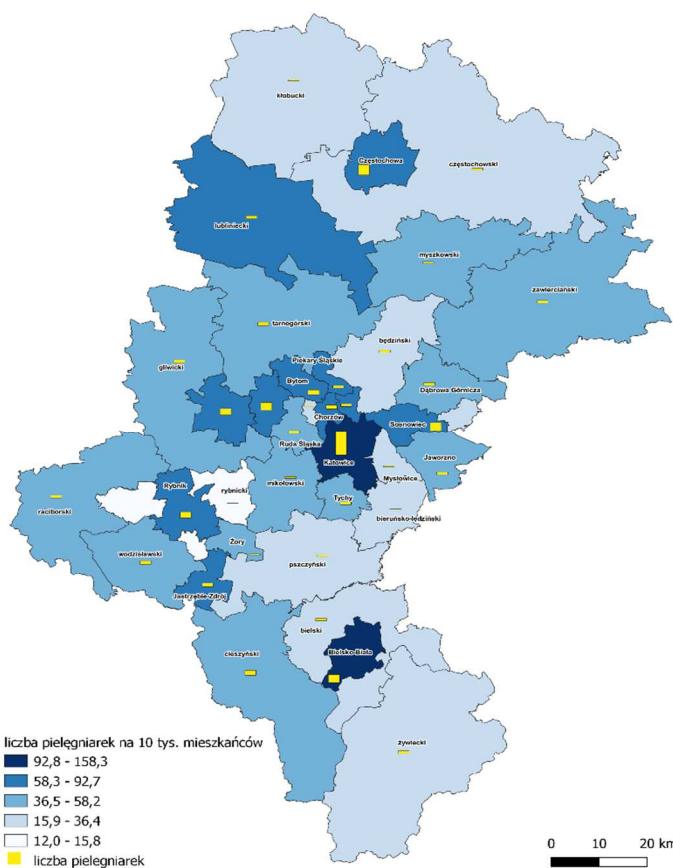 kłobucki
Częstochowa
częstochowski
lubliniecki
myszkowski
zawierciański
tarnogórski
będziński
gliwicki
Piekary Śląskie
Bytom
Dąbrowa Górnicza
Chorzów
Sosnowiec
Ruda Śląska
Katowice
Jaworzno
Mysłowice
Rybnik
rybnicki
mikołowski
raciborski
Tychy
bieruńsko-lędziński
Żory
wodzisławski
pszczyński
Jastrzębie-Zdrój
bielski
cieszyński
Bielsko-Biała
żywiecki
liczba pielęgniarek na 10 tys. mieszkańców
92,8 - 158,3
58,3 - 92,7
36,5 - 58,2
15,9 - 36,4
12,0 - 15,8
liczba pielęgniarek
0 10 20 km